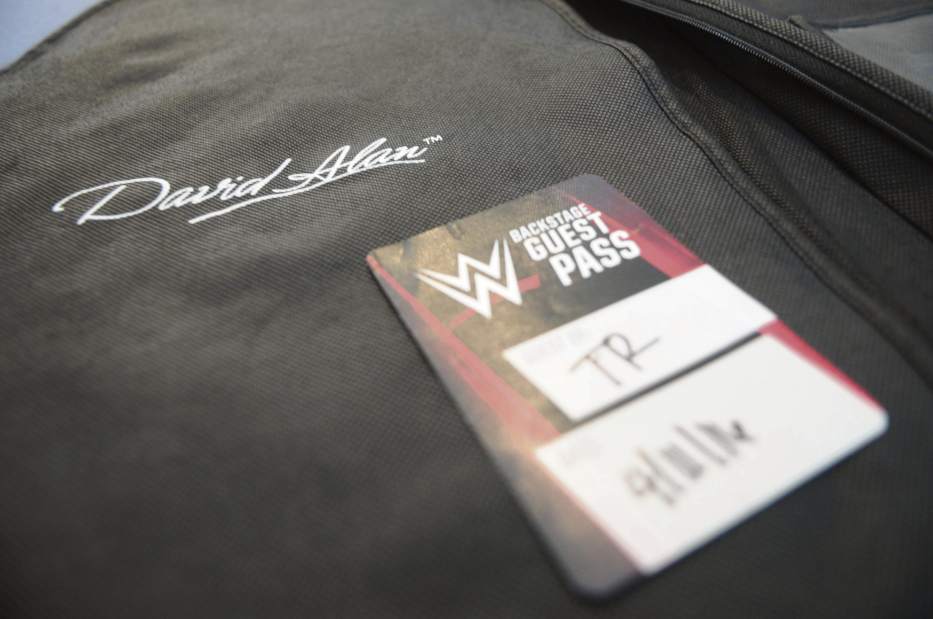 David Alan™
W
BACKSTAGE
GUEST
PASS
TR